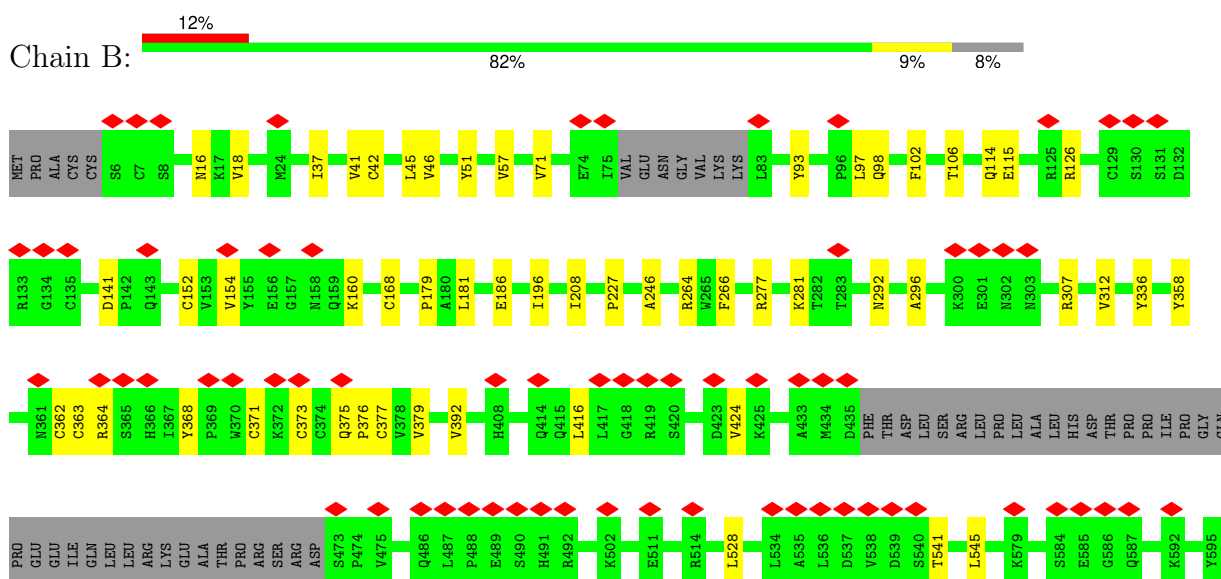 12%
Chain B:
82% 9% 8%
MET PRO ALA CYS CYS S6 C7 S8 N16 K17 V18 M24 I37 V41 C42 L45 V46 Y51 V57 V71 E74 I75 VAL GLU ASN GLY VAL LYS LYS L83 Y93 P96 L97 Q98 F102 T106 Q114 E115 R125 R126 C129 S130 S131 D132
R133 G134 C135 D141 P142 Q143 C152 V153 V154 Y155 E156 G157 N158 Q159 K160 C168 P179 A180 L181 E186 I196 I208 P227 A246 R264 W265 F266 R277 K281 T282 T283 N292 A296 K300 E301 N302 N303 R307 V312 Y336 Y358
N361 C362 C363 R364 S365 H366 I367 Y368 P369 W370 C371 K372 C373 C374 Q375 P376 C377 V378 V379 V392 H408 Q414 Q415 L416 L417 G418 R419 S420 D423 V424 K425 A433 M434 D435 PHE THR ASP LEU SER ARG LEU PRO LEU ALA LEU HIS ASP THR PRO PRO ILE PRO GLY GLN
PRO GLU GLU ILE GLN LEU LEU ARG LYS GLU ALA THR PRO ARG SER ARG ASP S473 P474 V475 Q486 L487 P488 E489 S490 H491 R492 K502 E511 R514 L528 L534 A535 L536 D537 V538 D539 S540 T541 L545 K579 S584 E585 G586 Q587 K592 Y595